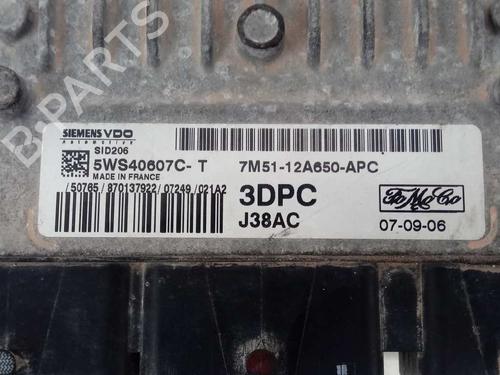 B-PARTS
SIEMENS VDO
Automotive
SID206
5WS40607C- T 7M51-12A650-APC
MADE IN FRANCE
/50765/870137922/07249/021A2
3DPC
FoMoCo
J38AC
07-09-06